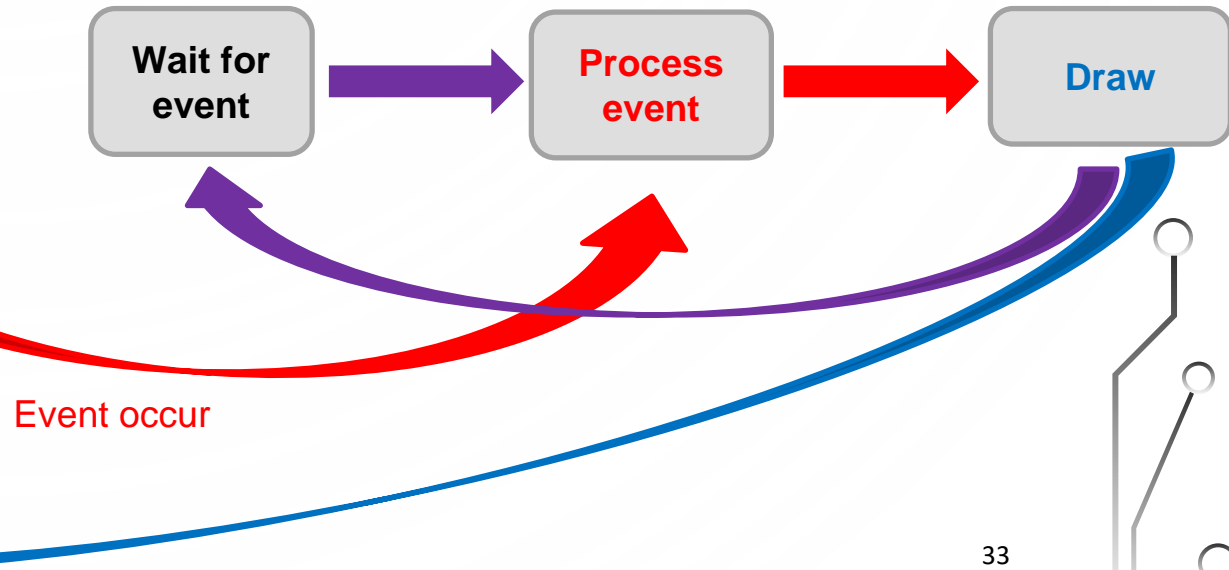 Wait for
event
Process
event
Draw
Event occur
33